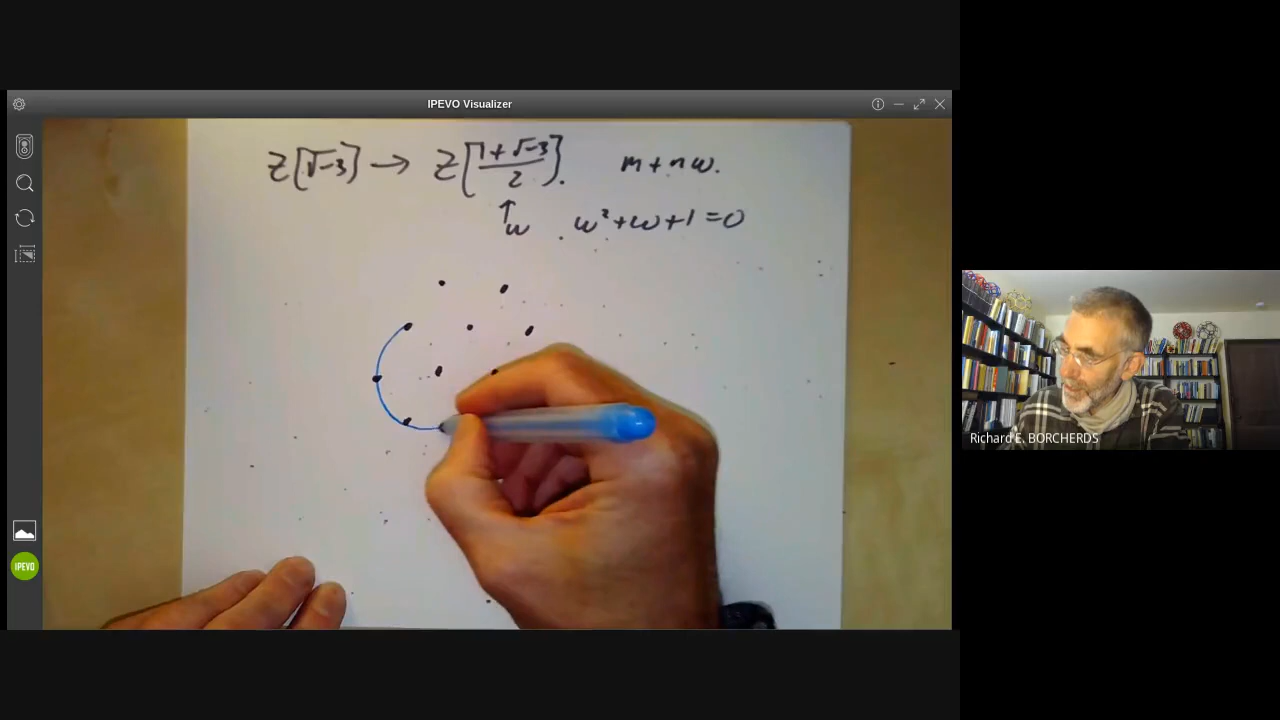 IPEVO Visualizer
Z[√-3] → Z[1+√-3/2]. m+nω.
↑ω ω²+ω+1=0
Richard E. BORCHERDS
IPEVO